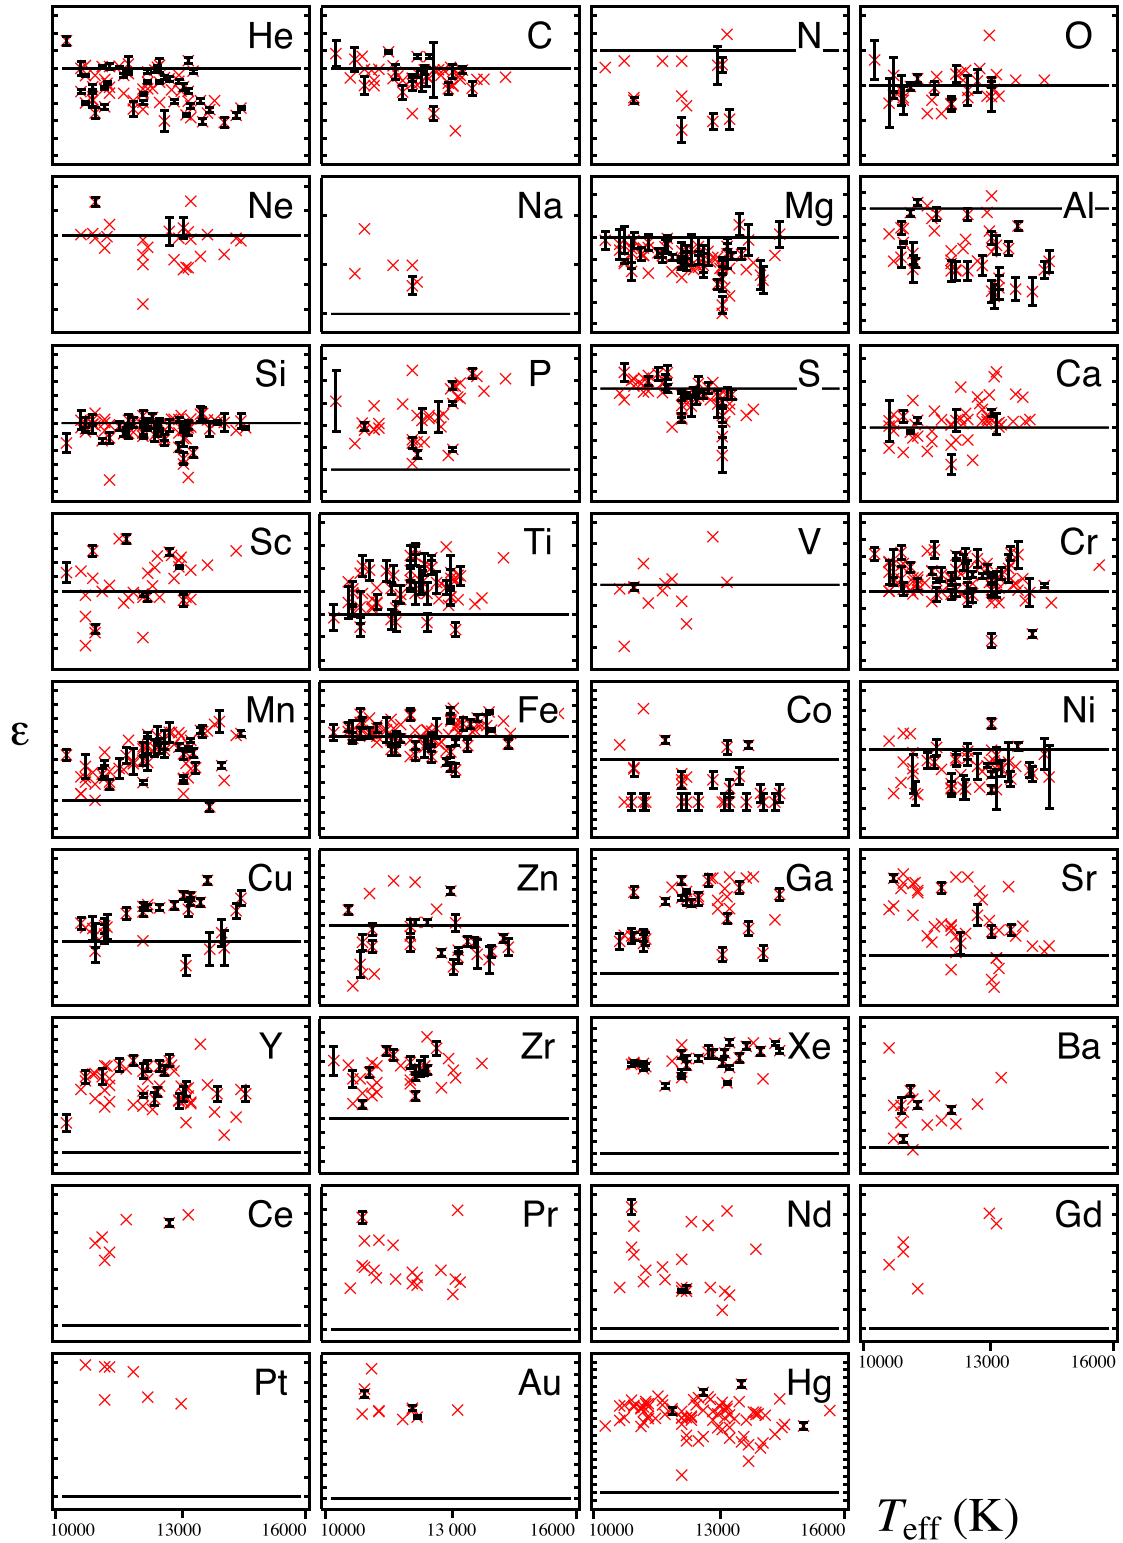 He C N O
Ne Na Mg Al
Si P S Ca
Sc Ti V Cr
ε Mn Fe Co Ni
Cu Zn Ga Sr
Y Zr Xe Ba
Ce Pr Nd Gd
10000 13000 16000
Pt Au Hg
10000 13000 16000 10000 13 000 16000 10000 13000 16000
Teff (K)